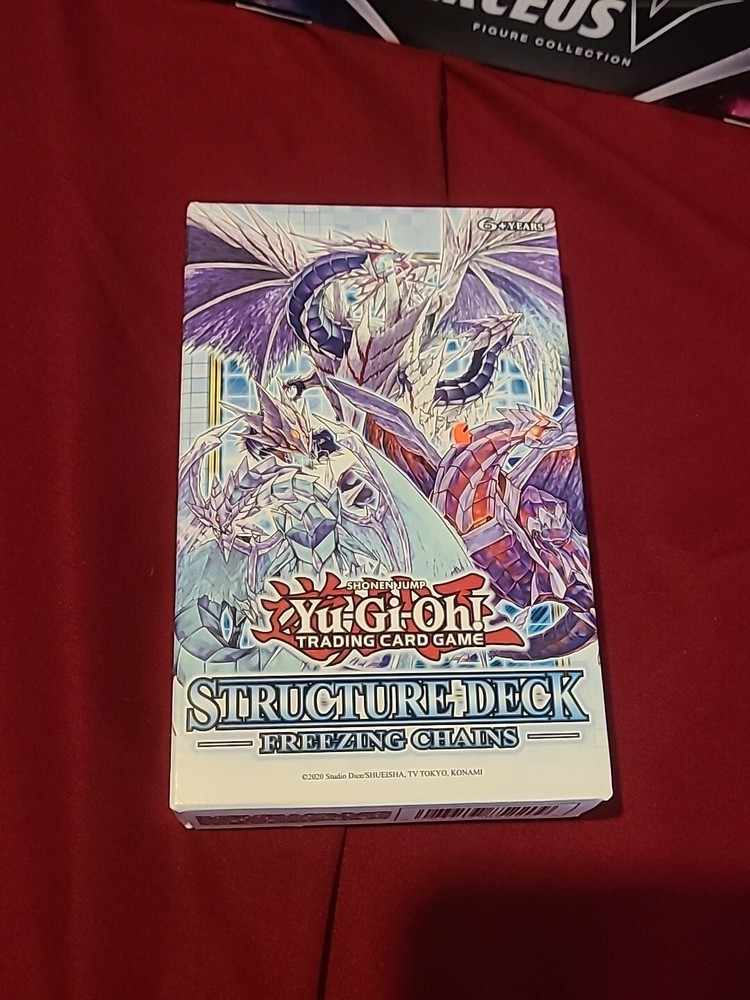 FIGURE COLLECTION
6+YEARS
SHONEN JUMP
Yu-Gi-Oh!
TRADING CARD GAME
STRUCTURE DECK
FREEZING CHAINS
©2020 Studio Dice/SHUEISHA, TV TOKYO, KONAMI